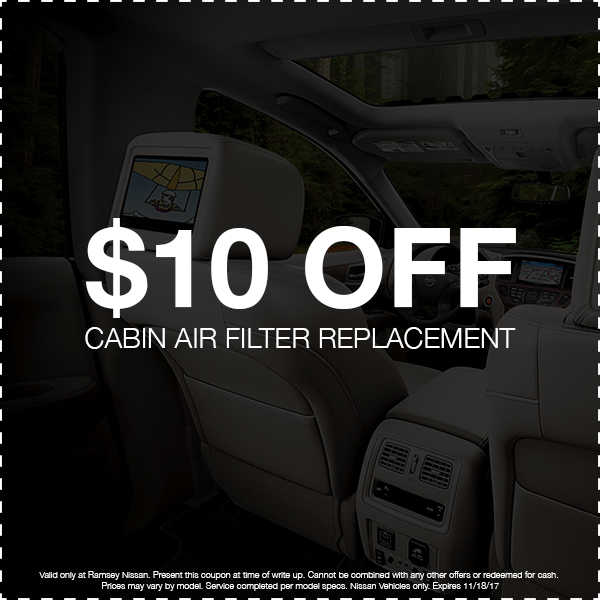 $10 OFF
CABIN AIR FILTER REPLACEMENT
Valid only at Ramsey Nissan. Present this coupon at time of write up. Cannot be combined with any other offers or redeemed for cash.
Prices may vary by model. Service completed per model specs. Nissan Vehicles only. Expires 11/18/17